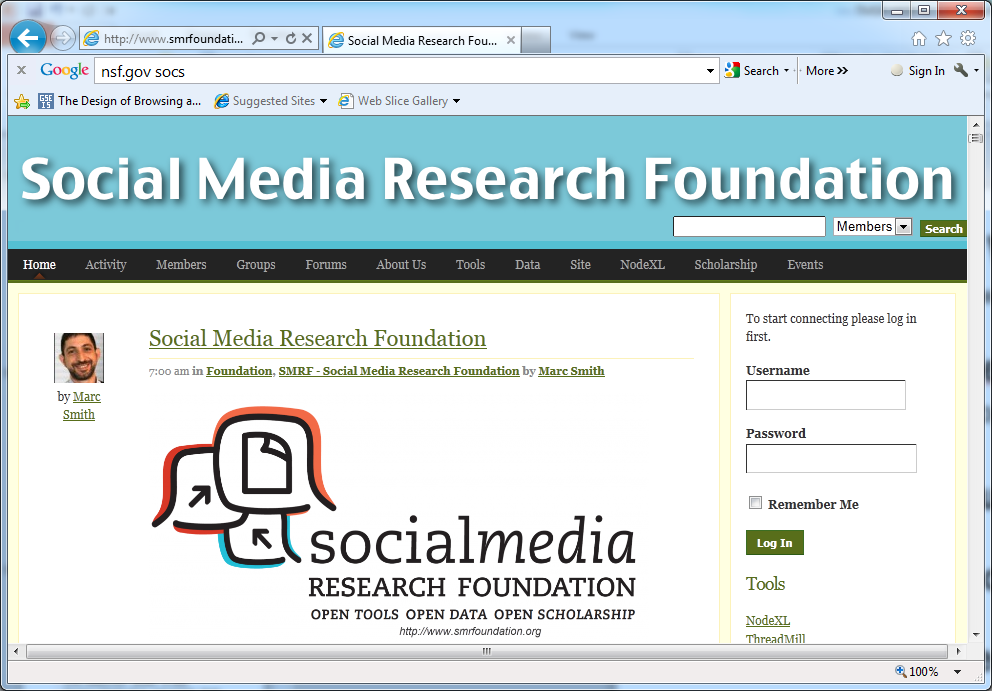 http://www.smrfoundati...
Social Media Research Fou...
Google
nsf.gov socs
Search
More
Sign In
GSE IS
The Design of Browsing a...
Suggested Sites
Web Slice Gallery
Social Media Research Foundation
Members
Search
Home Activity Members Groups Forums About Us Tools Data Site NodeXL Scholarship Events
Social Media Research Foundation
7:00 am in Foundation, SMRF - Social Media Research Foundation by Marc Smith
by Marc
Smith
socialmedia
RESEARCH FOUNDATION
OPEN TOOLS OPEN DATA OPEN SCHOLARSHIP
http://www.smrfoundation.org
To start connecting please log in
first.
Username
Password
Remember Me
Log In
Tools
NodeXL
ThreadMill
100%